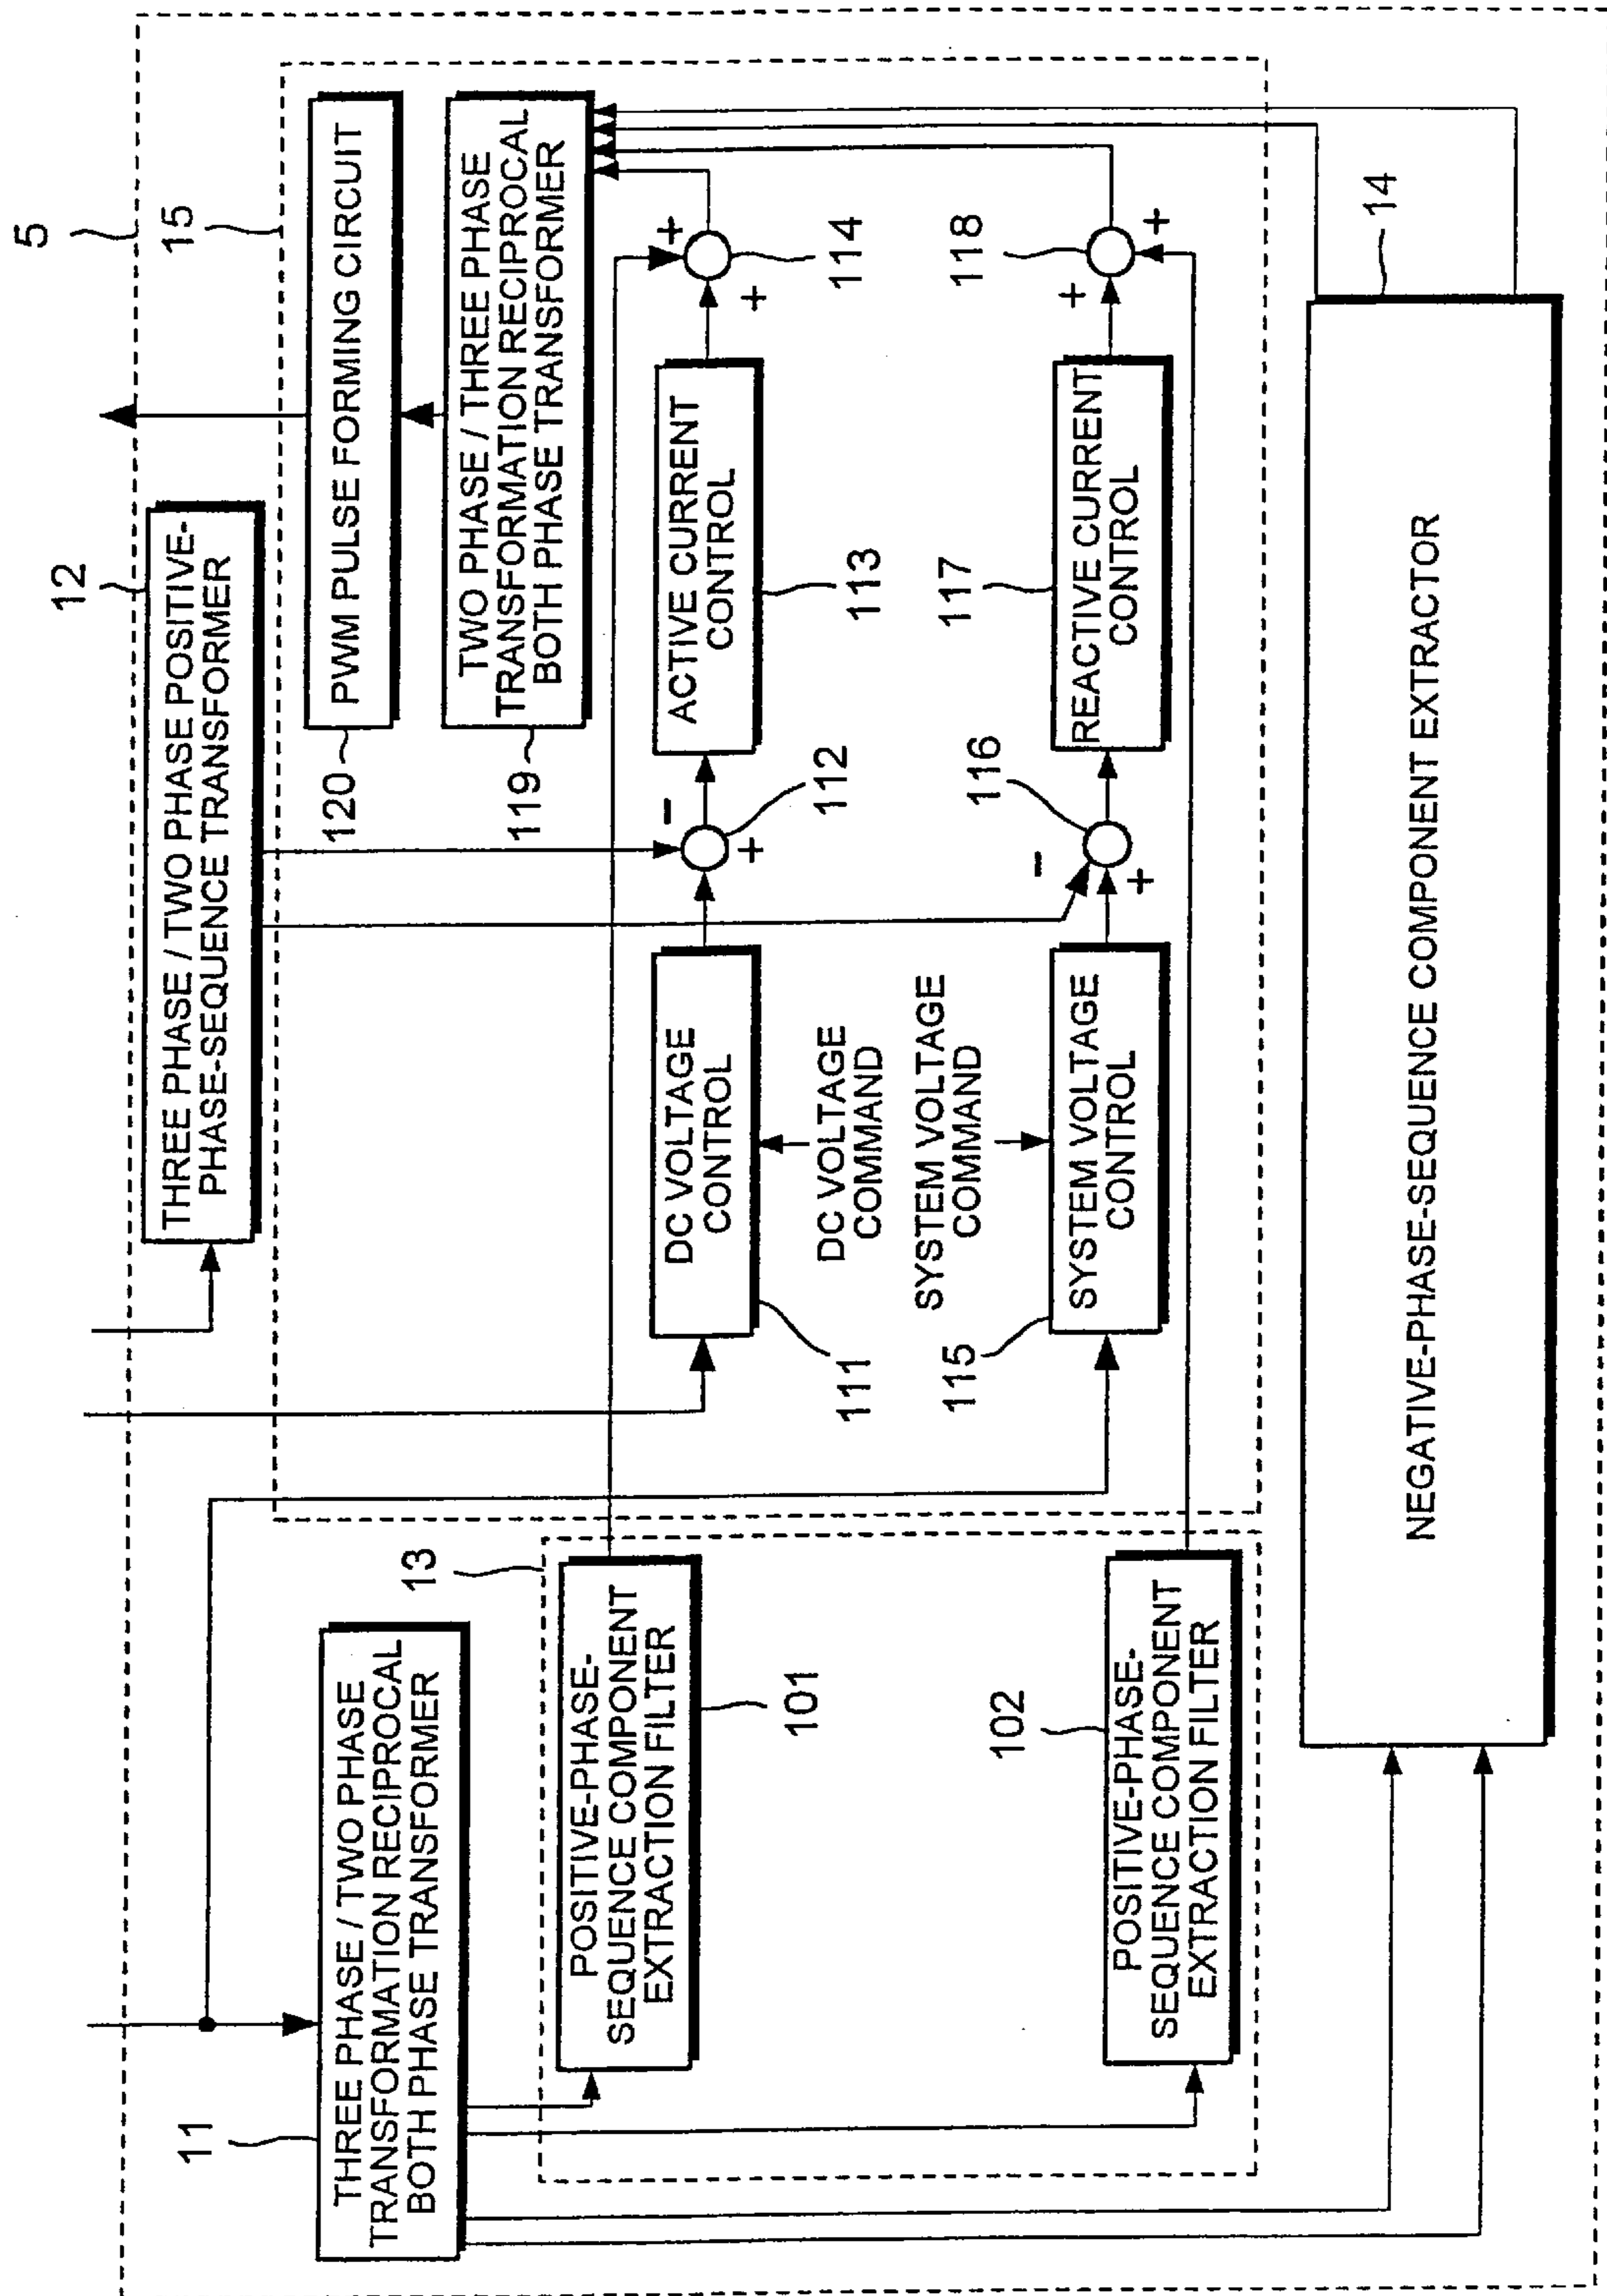 5
15
12
THREE PHASE / TWO PHASE POSITIVE-
PHASE-SEQUENCE TRANSFORMER
PWM PULSE FORMING CIRCUIT
120
TWO PHASE / THREE PHASE
TRANSFORMATION RECIPROCAL
BOTH PHASE TRANSFORMER
119
11
THREE PHASE / TWO PHASE
TRANSFORMATION RECIPROCAL
BOTH PHASE TRANSFORMER
13
POSITIVE-PHASE-
SEQUENCE COMPONENT
EXTRACTION FILTER
101
DC VOLTAGE
CONTROL
111
DC VOLTAGE
COMMAND
-
+
112
ACTIVE CURRENT
CONTROL
113
+
+
114
102
POSITIVE-PHASE-
SEQUENCE COMPONENT
EXTRACTION FILTER
SYSTEM VOLTAGE
COMMAND
115
SYSTEM VOLTAGE
CONTROL
116
-
+
117
REACTIVE CURRENT
CONTROL
118
+
+
14
NEGATIVE-PHASE-SEQUENCE COMPONENT EXTRACTOR